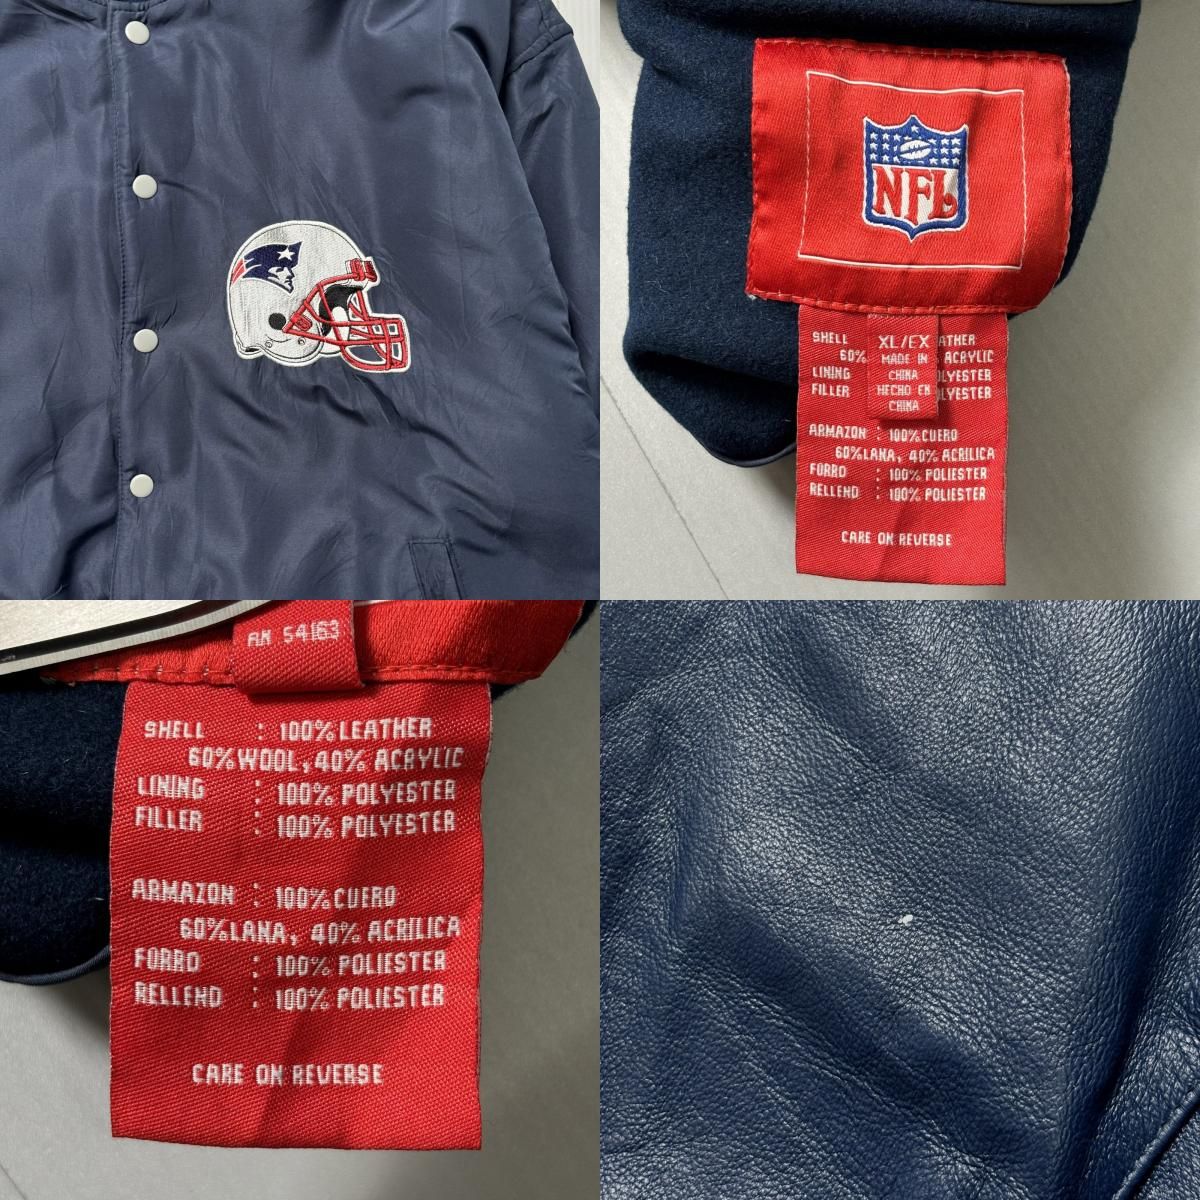 NFL
SHELL XL/EX ATHER
60% MADE IN ACRYLIC
LINING CHINA LYESTER
FILLER HECHO EN LYESTER
CHINA
ARMAZON : 100%CUERO
60%LANA, 40% ACRILICA
FORRO : 100% POLIESTER
RELLENO : 100% POLIESTER
CARE ON REVERSE
RN 54163
SHELL : 100%LEATHER
60%WOOL,40% ACRYLIC
LINING : 100% POLYESTER
FILLER : 100% POLYESTER
ARMAZON : 100%CUERO
60%LANA, 40% ACRILICA
FORRO : 100% POLIESTER
RELLENO : 100% POLIESTER
CARE ON REVERSE